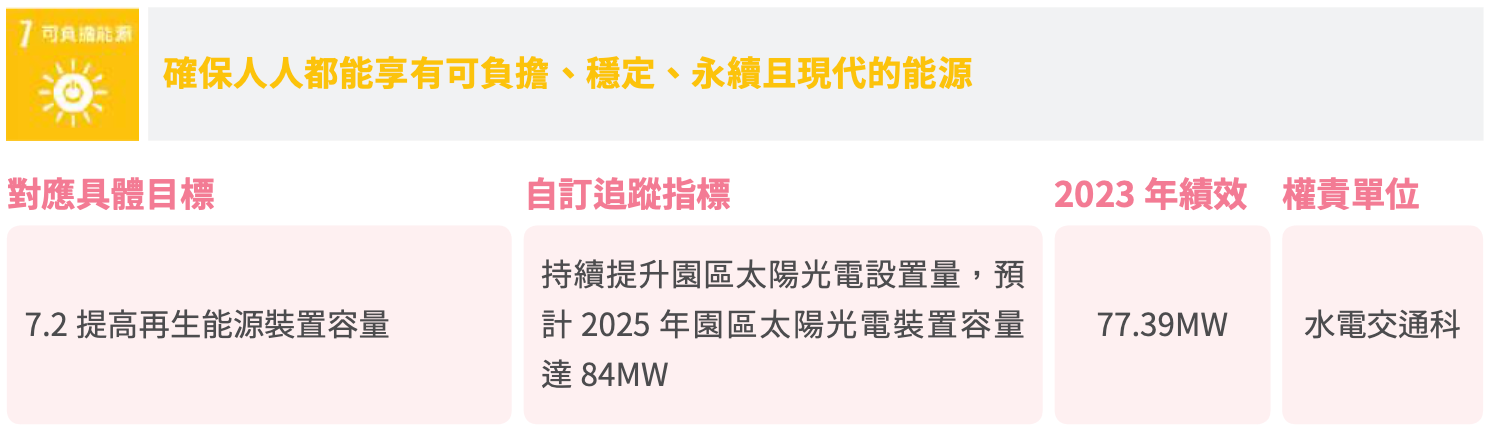 7 可負擔能源
確保人人都能享有可負擔、穩定、永續且現代的能源
對應具體目標
自訂追蹤指標
2023 年績效
權責單位
7.2 提高再生能源裝置容量
持續提升園區太陽光電設置量，預
計 2025 年園區太陽光電裝置容量
達 84MW
77.39MW
水電交通科